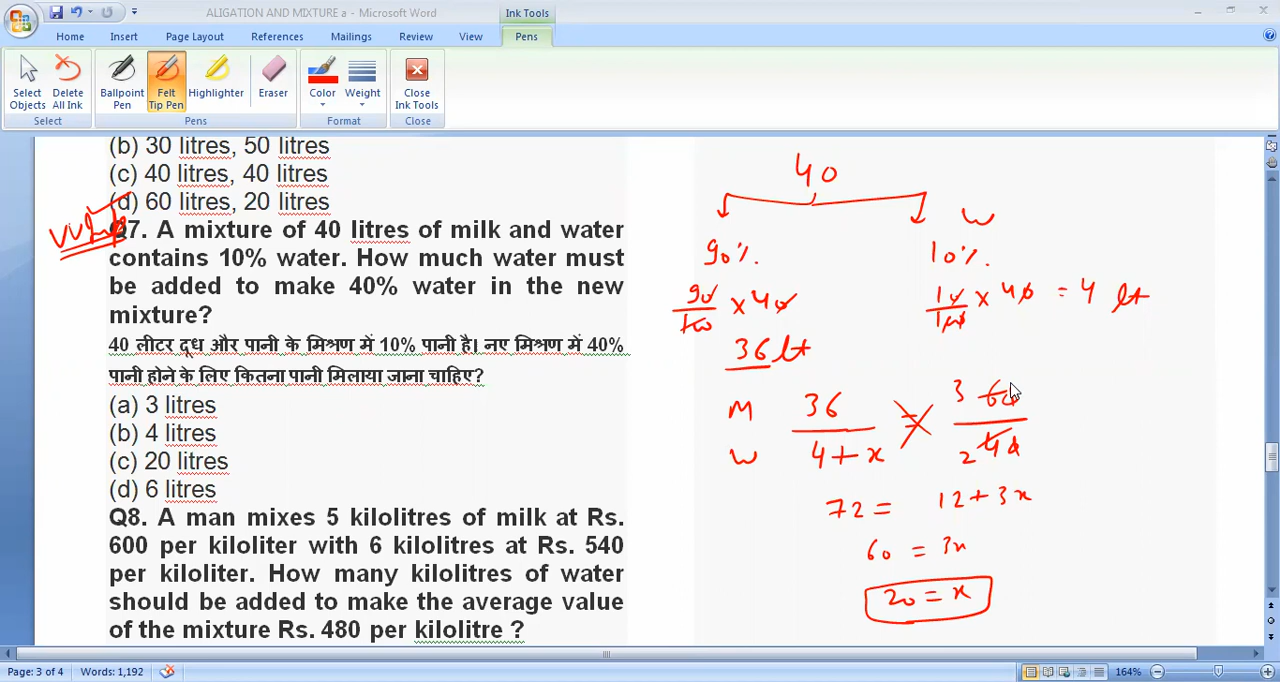 ALIGATION AND MIXTURE a - Microsoft Word
Ink Tools
Home Insert Page Layout References Mailings Review View Pens
Select Objects
Delete All Ink
Ballpoint Pen
Felt Tip Pen
Highlighter
Eraser
Color
Weight
Close Ink Tools
Select Pens Format Close
(b) 30 litres, 50 litres
(c) 40 litres, 40 litres
(d) 60 litres, 20 litres
Q7. A mixture of 40 litres of milk and water
contains 10% water. How much water must
be added to make 40% water in the new
mixture?
40 लीटर दूध और पानी के मिश्रण में 10% पानी है। नए मिश्रण में 40%
पानी होने के लिए कितना पानी मिलाया जाना चाहिए?
(a) 3 litres
(b) 4 litres
(c) 20 litres
(d) 6 litres
Q8. A man mixes 5 kilolitres of milk at Rs.
600 per kiloliter with 6 kilolitres at Rs. 540
per kiloliter. How many kilolitres of water
should be added to make the average value
of the mixture Rs. 480 per kilolitre ?
40
W
90% 10%
90/100 × 40 10/100 × 40 = 4 lt
36 lt
M 36 3 60
W 4+x 2 40
72 = 12+3x
60 = 3x
20 = x
Page: 3 of 4 Words: 1,192 164%